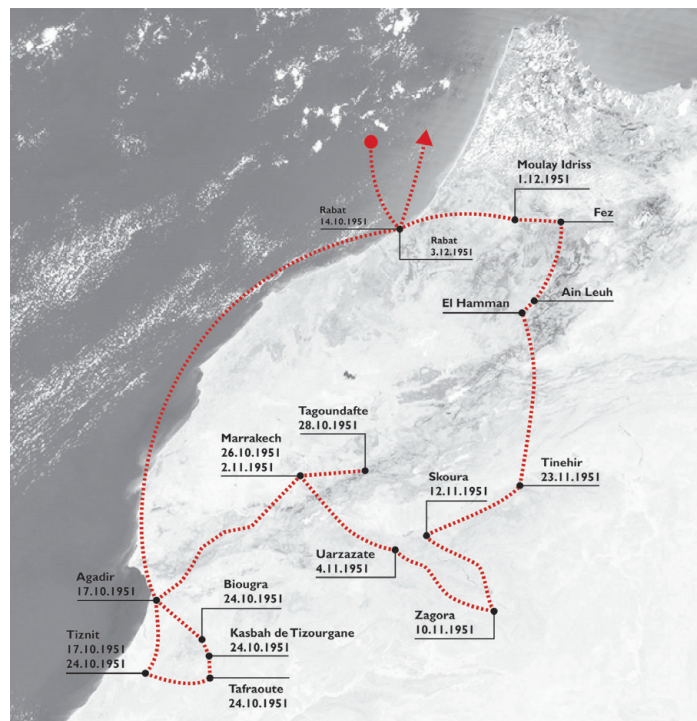 Moulay Idriss
1.12.1951
Fez
Rabat
14.10.1951
Rabat
3.12.1951
Ain Leuh
El Hamman
Tagoundafte
28.10.1951
Marrakech
26.10.1951
2.11.1951
Skoura
12.11.1951
Tinehir
23.11.1951
Uarzazate
4.11.1951
Agadir
17.10.1951
Biougra
24.10.1951
Zagora
10.11.1951
Tiznit
17.10.1951
24.10.1951
Kasbah de Tizourgane
24.10.1951
Tafraoute
24.10.1951